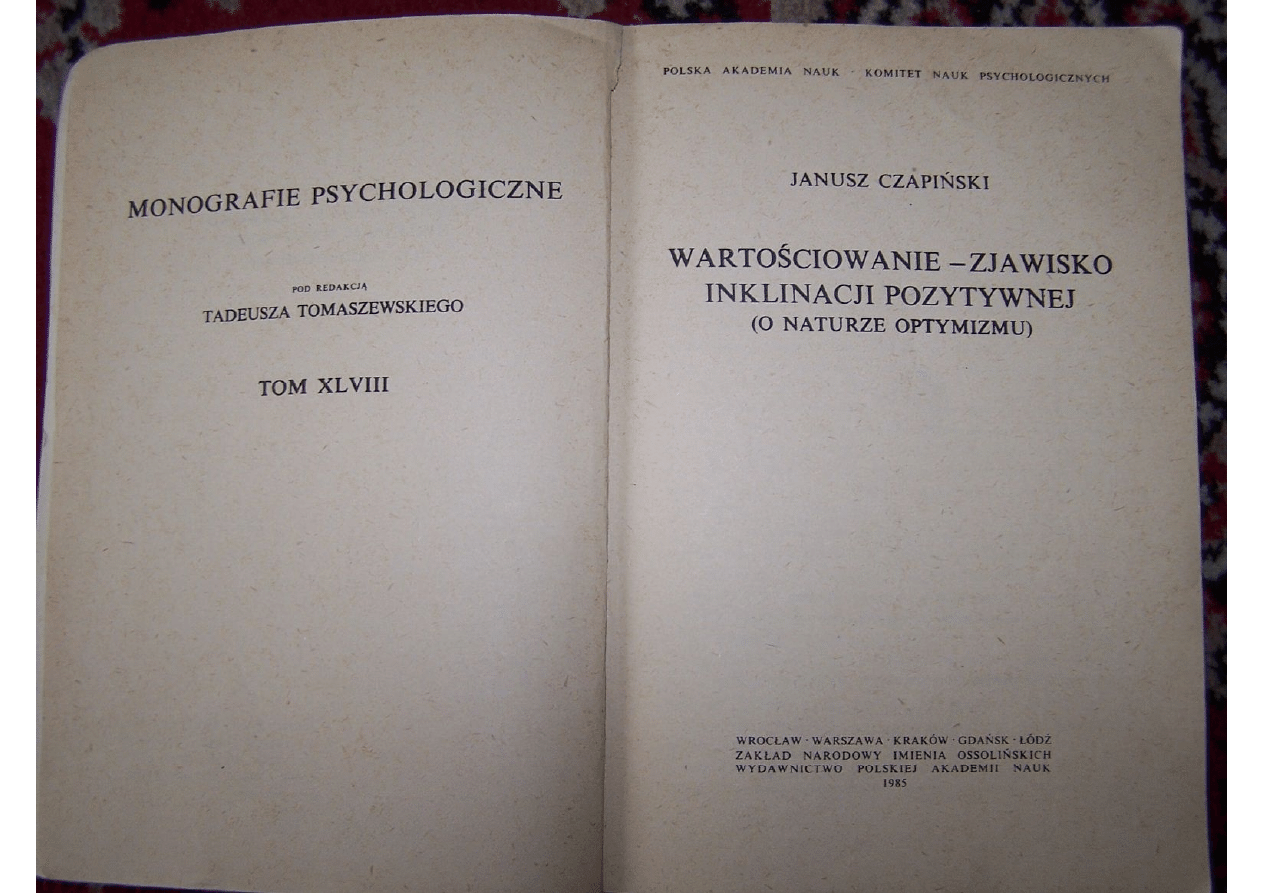 MONOGRAFIE PSYCHOLOGICZNE
POD REDAKCJĄ
TADEUSZA TOMASZEWSKIEGO
TOM XLVIII
POLSKA AKADEMIA NAUK · KOMITET NAUK PSYCHOLOGICZNYCH
JANUSZ CZAPIŃSKI
WARTOŚCIOWANIE – ZJAWISKO
INKLINACJI POZYTYWNEJ
(O NATURZE OPTYMIZMU)
WROCŁAW · WARSZAWA · KRAKÓW · GDAŃSK · ŁÓDŹ
ZAKŁAD NARODOWY IMIENIA OSSOLIŃSKICH
WYDAWNICTWO POLSKIEJ AKADEMII NAUK
1985